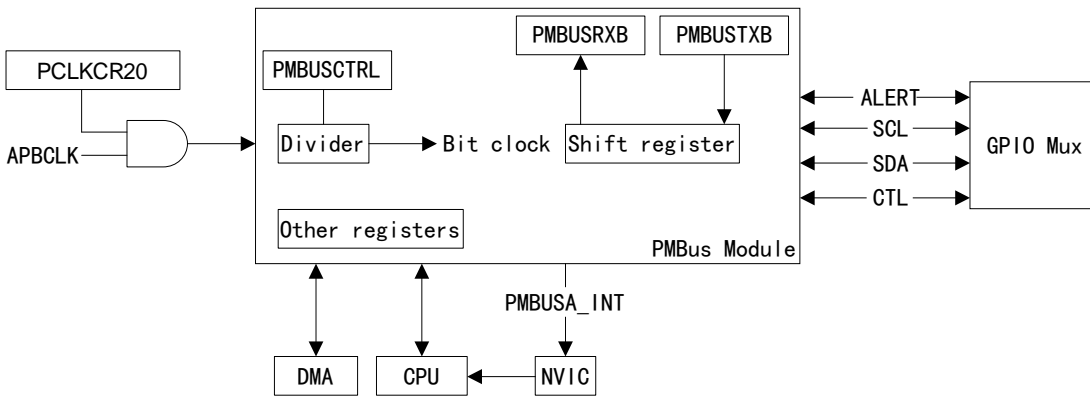 PMBUSRXB
PMBUSTXB
PCLKCR20
PMBUSCTRL
ALERT
APBCLK
Divider
Bit clock
Shift register
SCL
GPIO Mux
SDA
CTL
Other registers
PMBus Module
PMBUSA_INT
DMA
CPU
NVIC